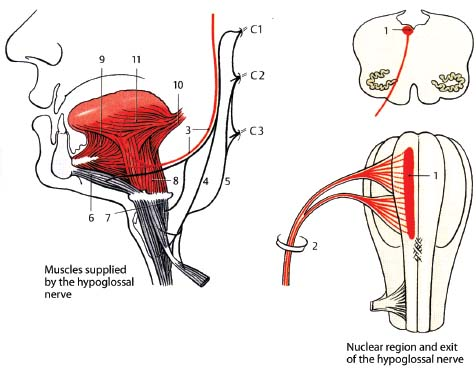 9
11
10
3
C1
C2
C3
6
7
8
4
5
Muscles supplied
by the hypoglossal
nerve
1
1
2
Nuclear region and exit
of the hypoglossal nerve